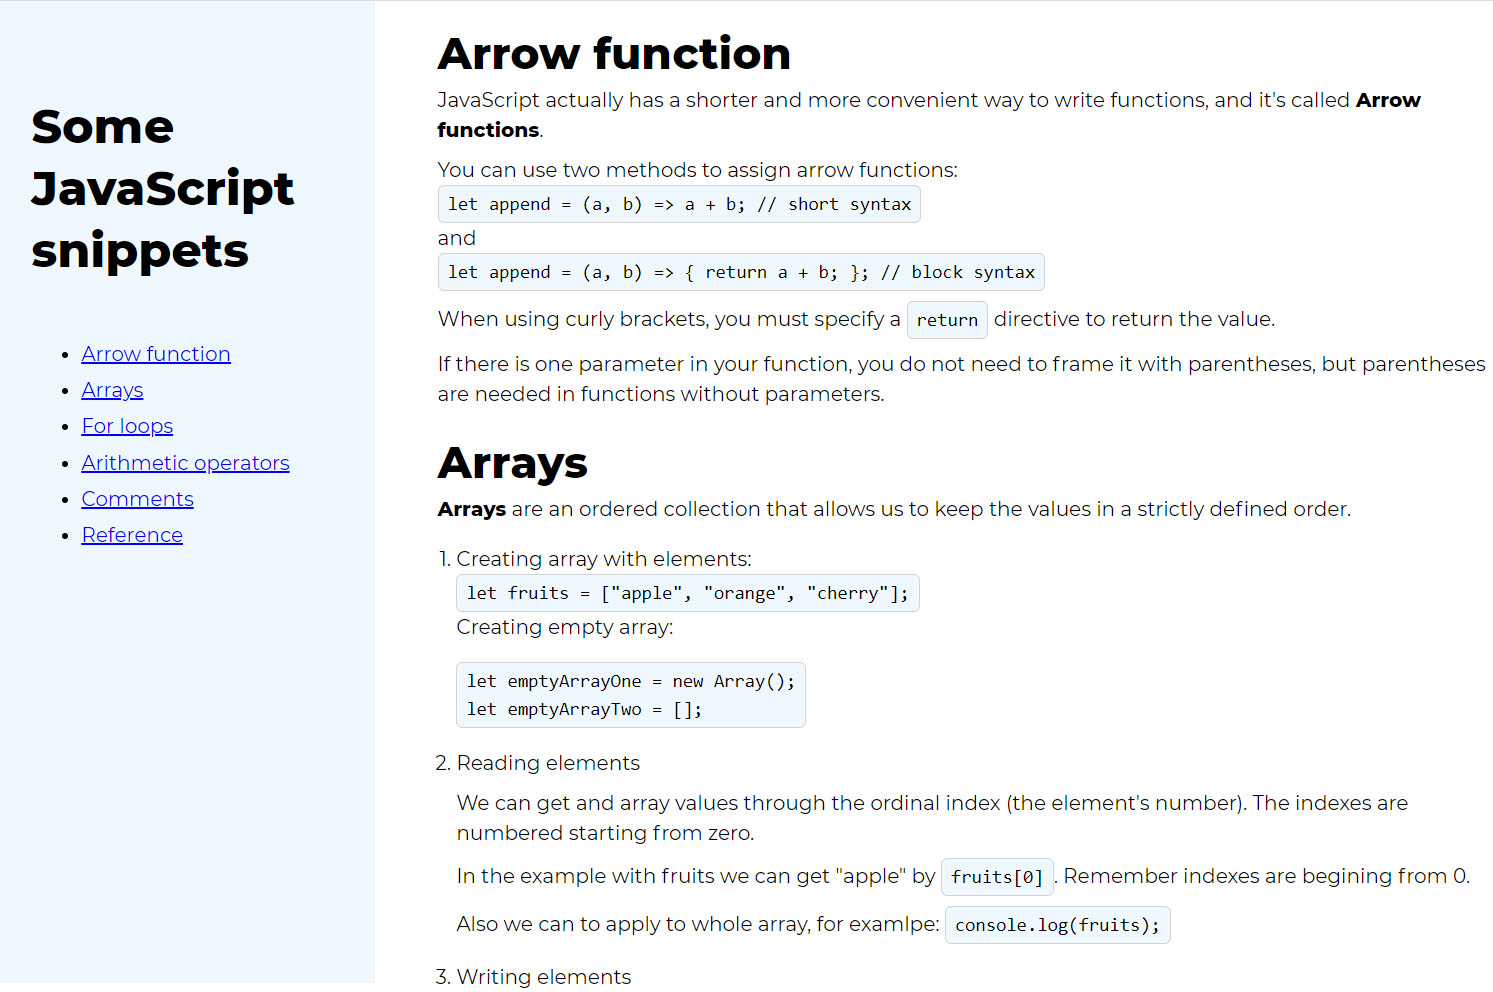 Some
JavaScript
snippets
Arrow function
Arrays
For loops
Arithmetic operators
Comments
Reference
Arrow function
JavaScript actually has a shorter and more convenient way to write functions, and it's called Arrow
functions.
You can use two methods to assign arrow functions:
let append = (a, b) => a + b; // short syntax
and
let append = (a, b) => { return a + b; }; // block syntax
When using curly brackets, you must specify a return directive to return the value.
If there is one parameter in your function, you do not need to frame it with parentheses, but parentheses
are needed in functions without parameters.
Arrays
Arrays are an ordered collection that allows us to keep the values in a strictly defined order.
1. Creating array with elements:
let fruits = ["apple", "orange", "cherry"];
Creating empty array:
let emptyArrayOne = new Array();
let emptyArrayTwo = [];
2. Reading elements
We can get and array values through the ordinal index (the element's number). The indexes are
numbered starting from zero.
In the example with fruits we can get "apple" by fruits[0]. Remember indexes are begining from 0.
Also we can to apply to whole array, for examlpe: console.log(fruits);
3. Writing elements